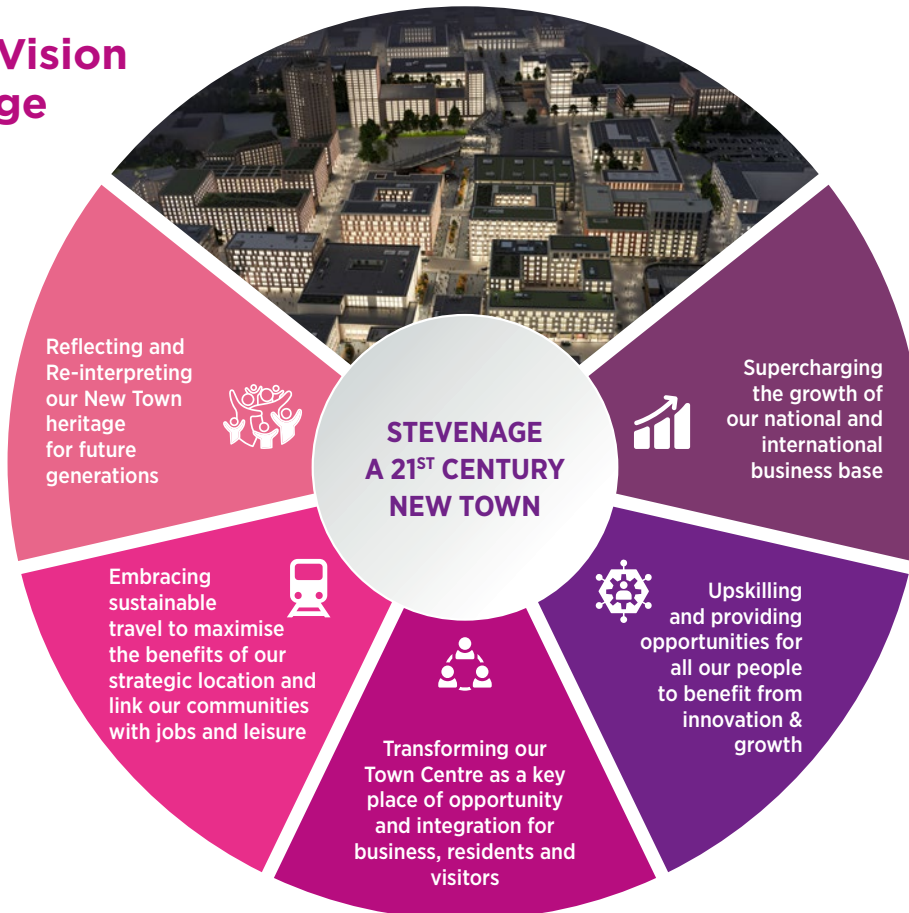 Vision
ge
Reflecting and
Re-interpreting
our New Town
heritage
for future
generations
STEVENAGE
A 21ST CENTURY
NEW TOWN
Supercharging
the growth of
our national and
international
business base
Embracing
sustainable
travel to maximise
the benefits of our
strategic location and
link our communities
with jobs and leisure
Upskilling
and providing
opportunities for
all our people
to benefit from
innovation &
growth
Transforming our
Town Centre as a key
place of opportunity
and integration for
business, residents and
visitors